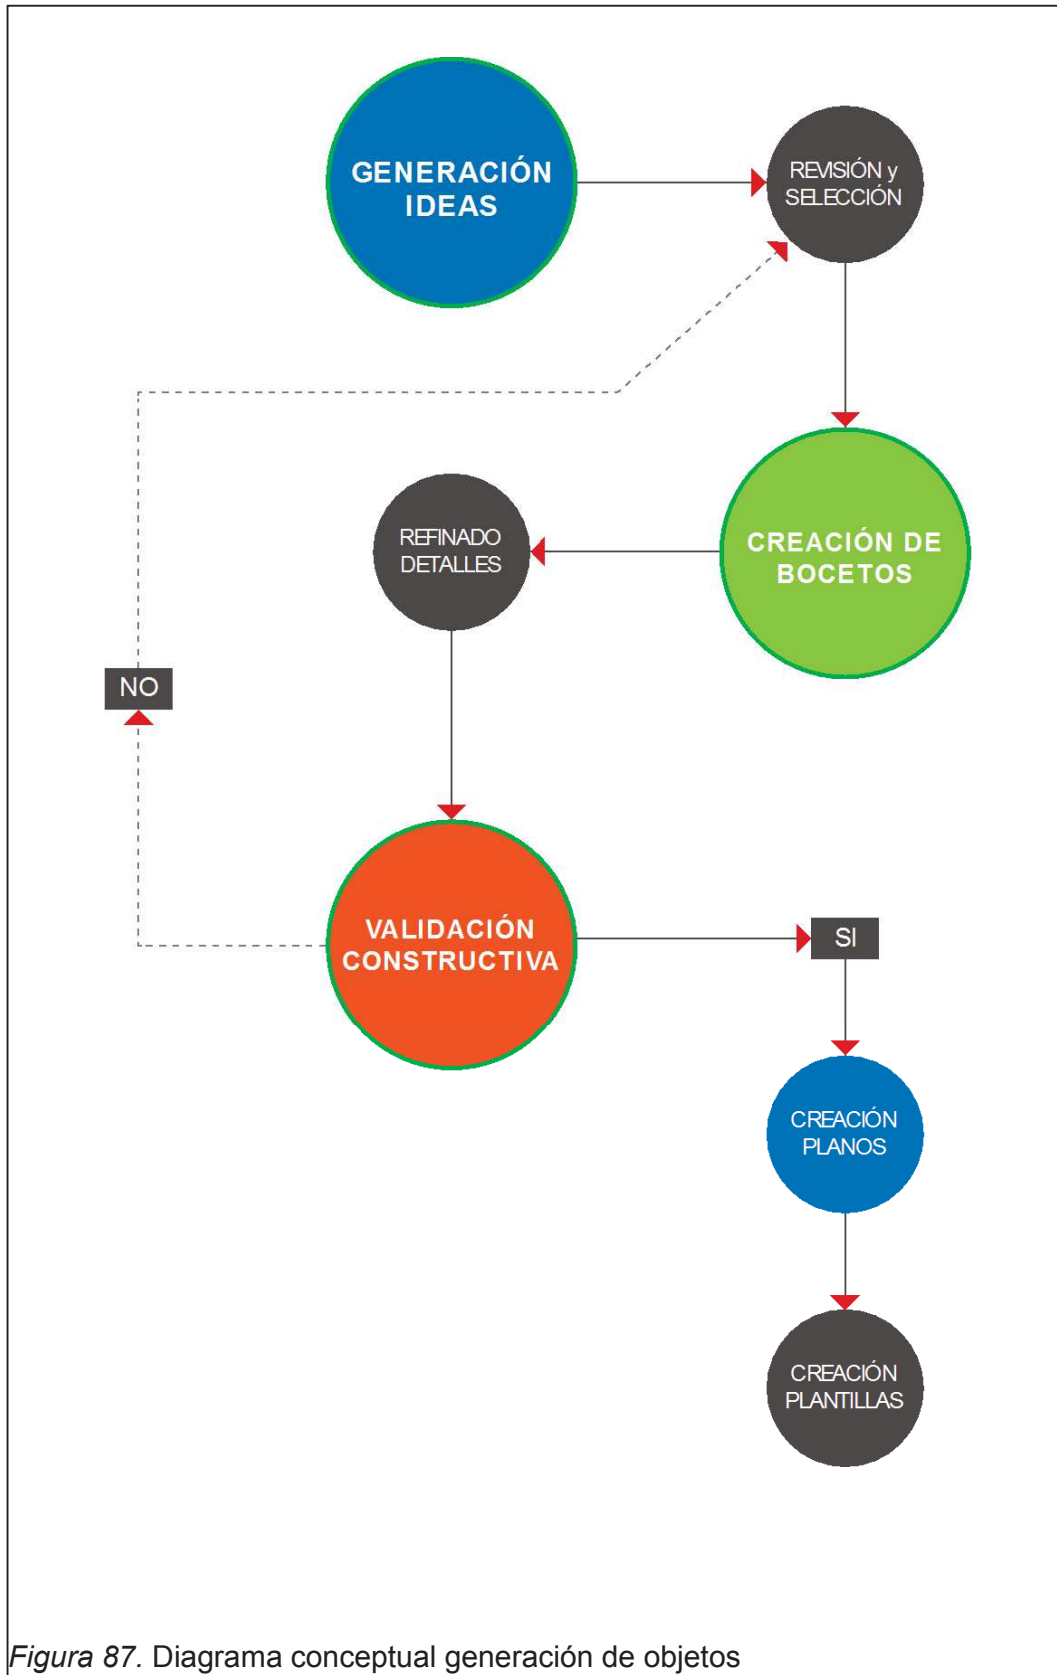 GENERACIÓN
IDEAS
REVISIÓN y
SELECCIÓN
CREACIÓN DE
BOCETOS
REFINADO
DETALLES
NO
VALIDACIÓN
CONSTRUCTIVA
SI
CREACIÓN
PLANOS
CREACIÓN
PLANTILLAS
Figura 87. Diagrama conceptual generación de objetos